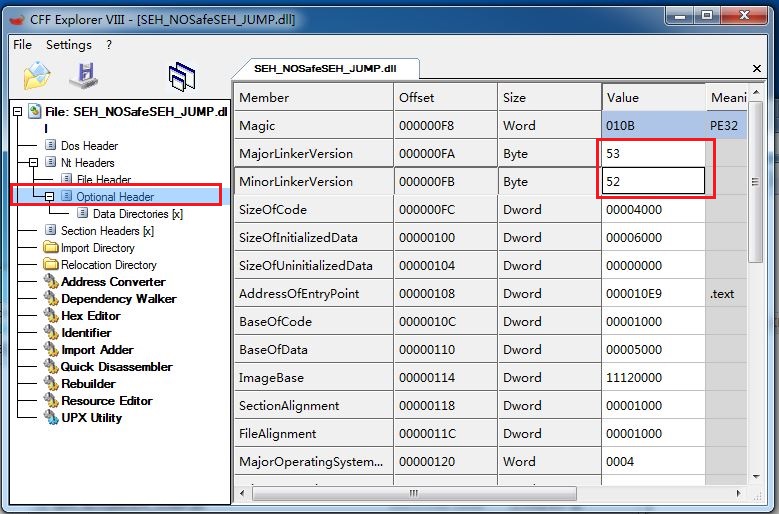 CFF Explorer VIII - [SEH_NOSafeSEH_JUMP.dll]
File Settings ?
SEH_NOSafeSEH_JUMP.dll
File: SEH_NOSafeSEH_JUMP.dl
l
Dos Header
Nt Headers
File Header
Optional Header
Data Directories [x]
Section Headers [x]
Import Directory
Relocation Directory
Address Converter
Dependency Walker
Hex Editor
Identifier
Import Adder
Quick Disassembler
Rebuilder
Resource Editor
UPX Utility
Member Offset Size Value Meani
Magic 000000F8 Word 010B PE32
MajorLinkerVersion 000000FA Byte 53
MinorLinkerVersion 000000FB Byte 52
SizeOfCode 000000FC Dword 00004000
SizeOfInitializedData 00000100 Dword 00006000
SizeOfUninitializedData 00000104 Dword 00000000
AddressOfEntryPoint 00000108 Dword 000010E9 .text
BaseOfCode 0000010C Dword 00001000
BaseOfData 00000110 Dword 00005000
ImageBase 00000114 Dword 11120000
SectionAlignment 00000118 Dword 00001000
FileAlignment 0000011C Dword 00001000
MajorOperatingSystem... 00000120 Word 0004